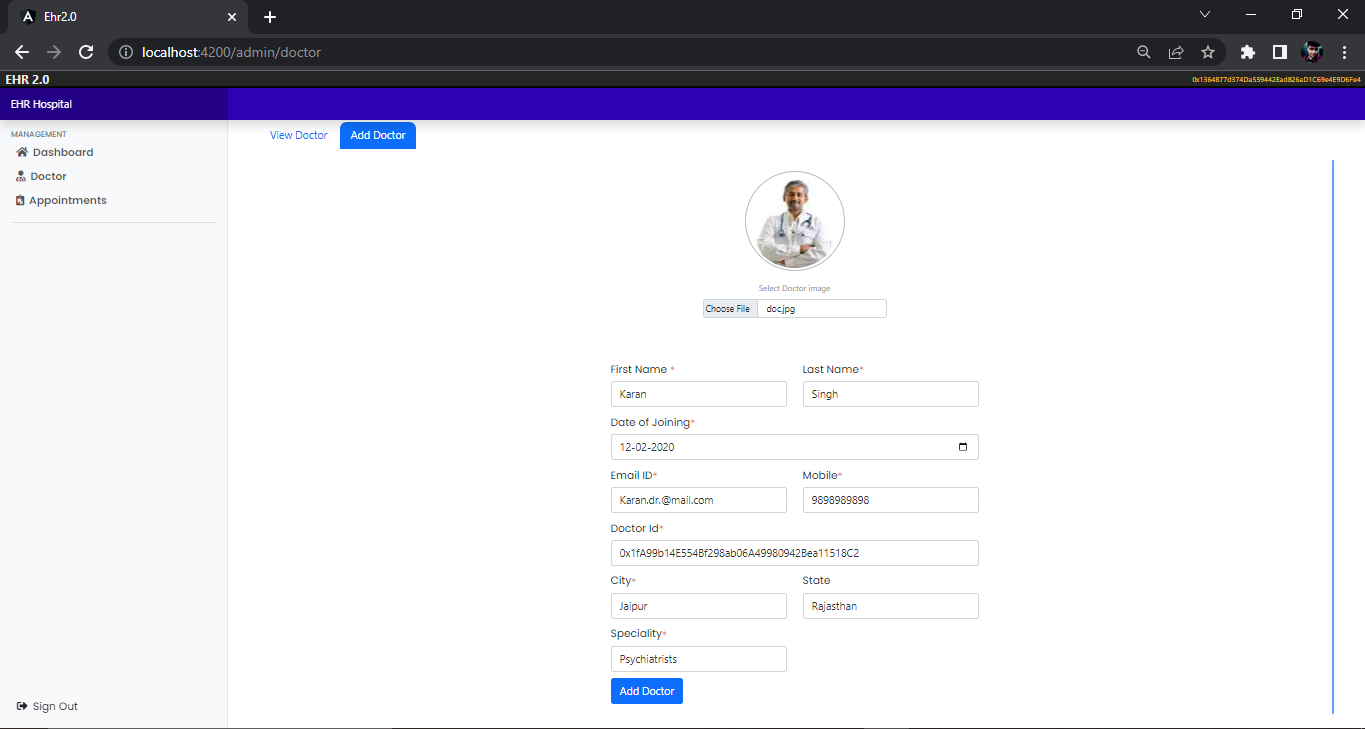 Ehr2.0
localhost:4200/admin/doctor
EHR 2.0
0x1364877d374Da559442Ead826aD1C69e4E9D6Fe4
EHR Hospital
MANAGEMENT
Dashboard
Doctor
Appointments
View Doctor
Add Doctor
Select Doctor image
Choose File doc.jpg
First Name * Last Name*
Karan Singh
Date of Joining*
12-02-2020
Email ID* Mobile*
Karan.dr.@mail.com 9898989898
Doctor Id*
0x1fA99b14E554Bf298ab06A49980942Bea11518C2
City* State
Jaipur Rajasthan
Speciality*
Psychiatrists
Add Doctor
Sign Out